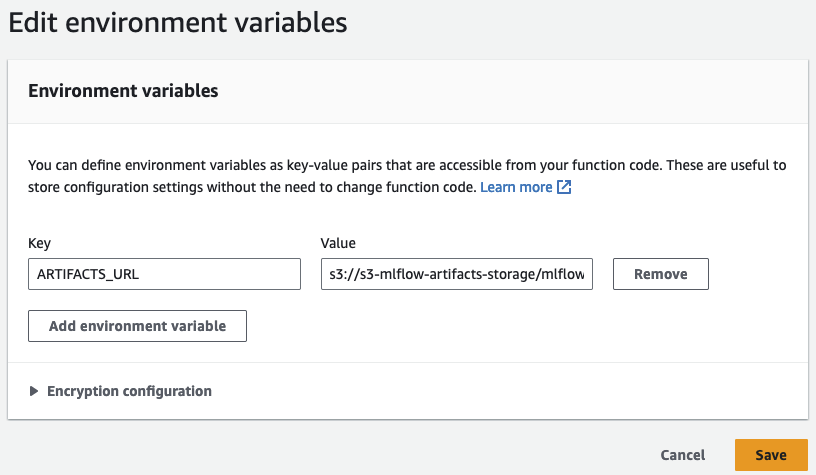 Edit environment variables
Environment variables
You can define environment variables as key-value pairs that are accessible from your function code. These are useful to
store configuration settings without the need to change function code. Learn more
Key Value
ARTIFACTS_URL s3://s3-mlflow-artifacts-storage/mlflow Remove
Add environment variable
Encryption configuration
Cancel Save